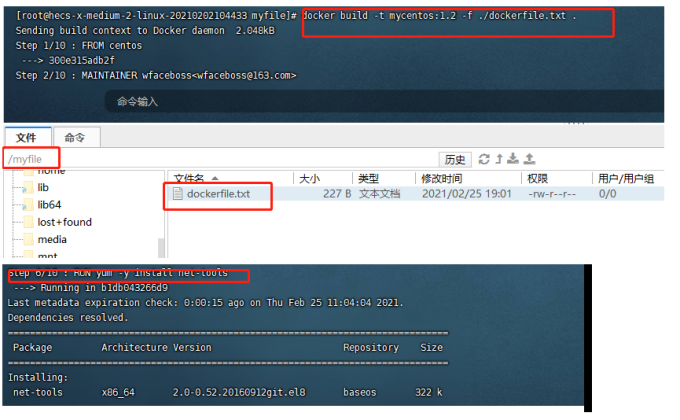 [root@hecs-x-medium-2-linux-20210202104433 myfile]# docker build -t mycentos:1.2 -f ./dockerfile.txt .
Sending build context to Docker daemon 2.048kB
Step 1/10 : FROM centos
---> 300e315adb2f
Step 2/10 : MAINTAINER wfaceboss<wfaceboss@163.com>
命令输入
文件 命令
/myfile 历史
home
lib
lib64
lost+found
media
mnt
文件名 大小 类型 修改时间 权限 用户/用户组
dockerfile.txt 227 B 文本文档 2021/02/25 19:01 -rw-r--r-- 0/0
Step 6/10 : RUN yum -y install net-tools
---> Running in b1db043266d9
Last metadata expiration check: 0:00:15 ago on Thu Feb 25 11:04:04 2021.
Dependencies resolved.
Package Architecture Version Repository Size
Installing:
net-tools x86_64 2.0-0.52.20160912git.el8 baseos 322 k